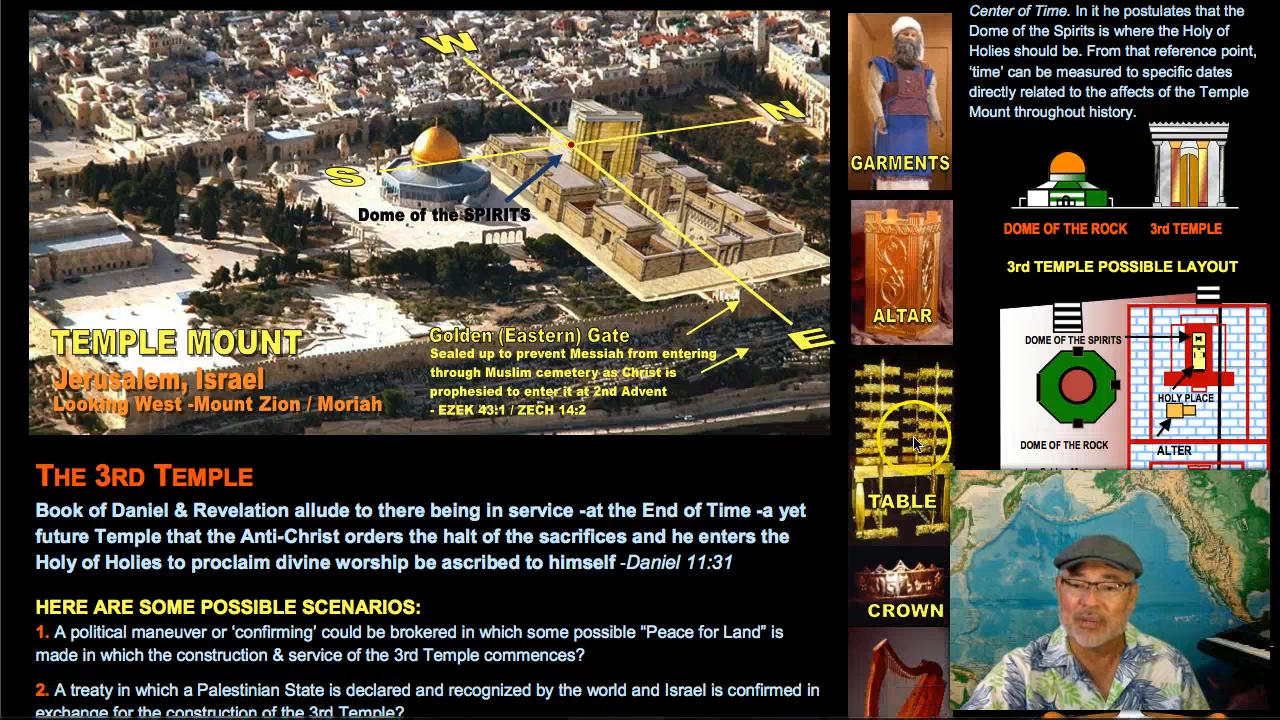 W
N
S
E
Dome of the SPIRITS
TEMPLE MOUNT
Jerusalem, Israel
Looking West -Mount Zion / Moriah
Golden (Eastern) Gate
Sealed up to prevent Messiah from entering
through Muslim cemetery as Christ is
prophesied to enter it at 2nd Advent
- EZEK 43:1 / ZECH 14:2
THE 3RD TEMPLE
Book of Daniel & Revelation allude to there being in service -at the End of Time -a yet
future Temple that the Anti-Christ orders the halt of the sacrifices and he enters the
Holy of Holies to proclaim divine worship be ascribed to himself -Daniel 11:31
HERE ARE SOME POSSIBLE SCENARIOS:
1. A political maneuver or ‘confirming’ could be brokered in which some possible “Peace for Land” is
made in which the construction & service of the 3rd Temple commences?
2. A treaty in which a Palestinian State is declared and recognized by the world and Israel is confirmed in
exchange for the construction of the 3rd Temple?
GARMENTS
ALTAR
TABLE
CROWN
Center of Time. In it he postulates that the
Dome of the Spirits is where the Holy of
Holies should be. From that reference point,
‘time’ can be measured to specific dates
directly related to the affects of the Temple
Mount throughout history.
DOME OF THE ROCK
3rd TEMPLE
3rd TEMPLE POSSIBLE LAYOUT
DOME OF THE SPIRITS
HOLY PLACE
DOME OF THE ROCK
ALTER